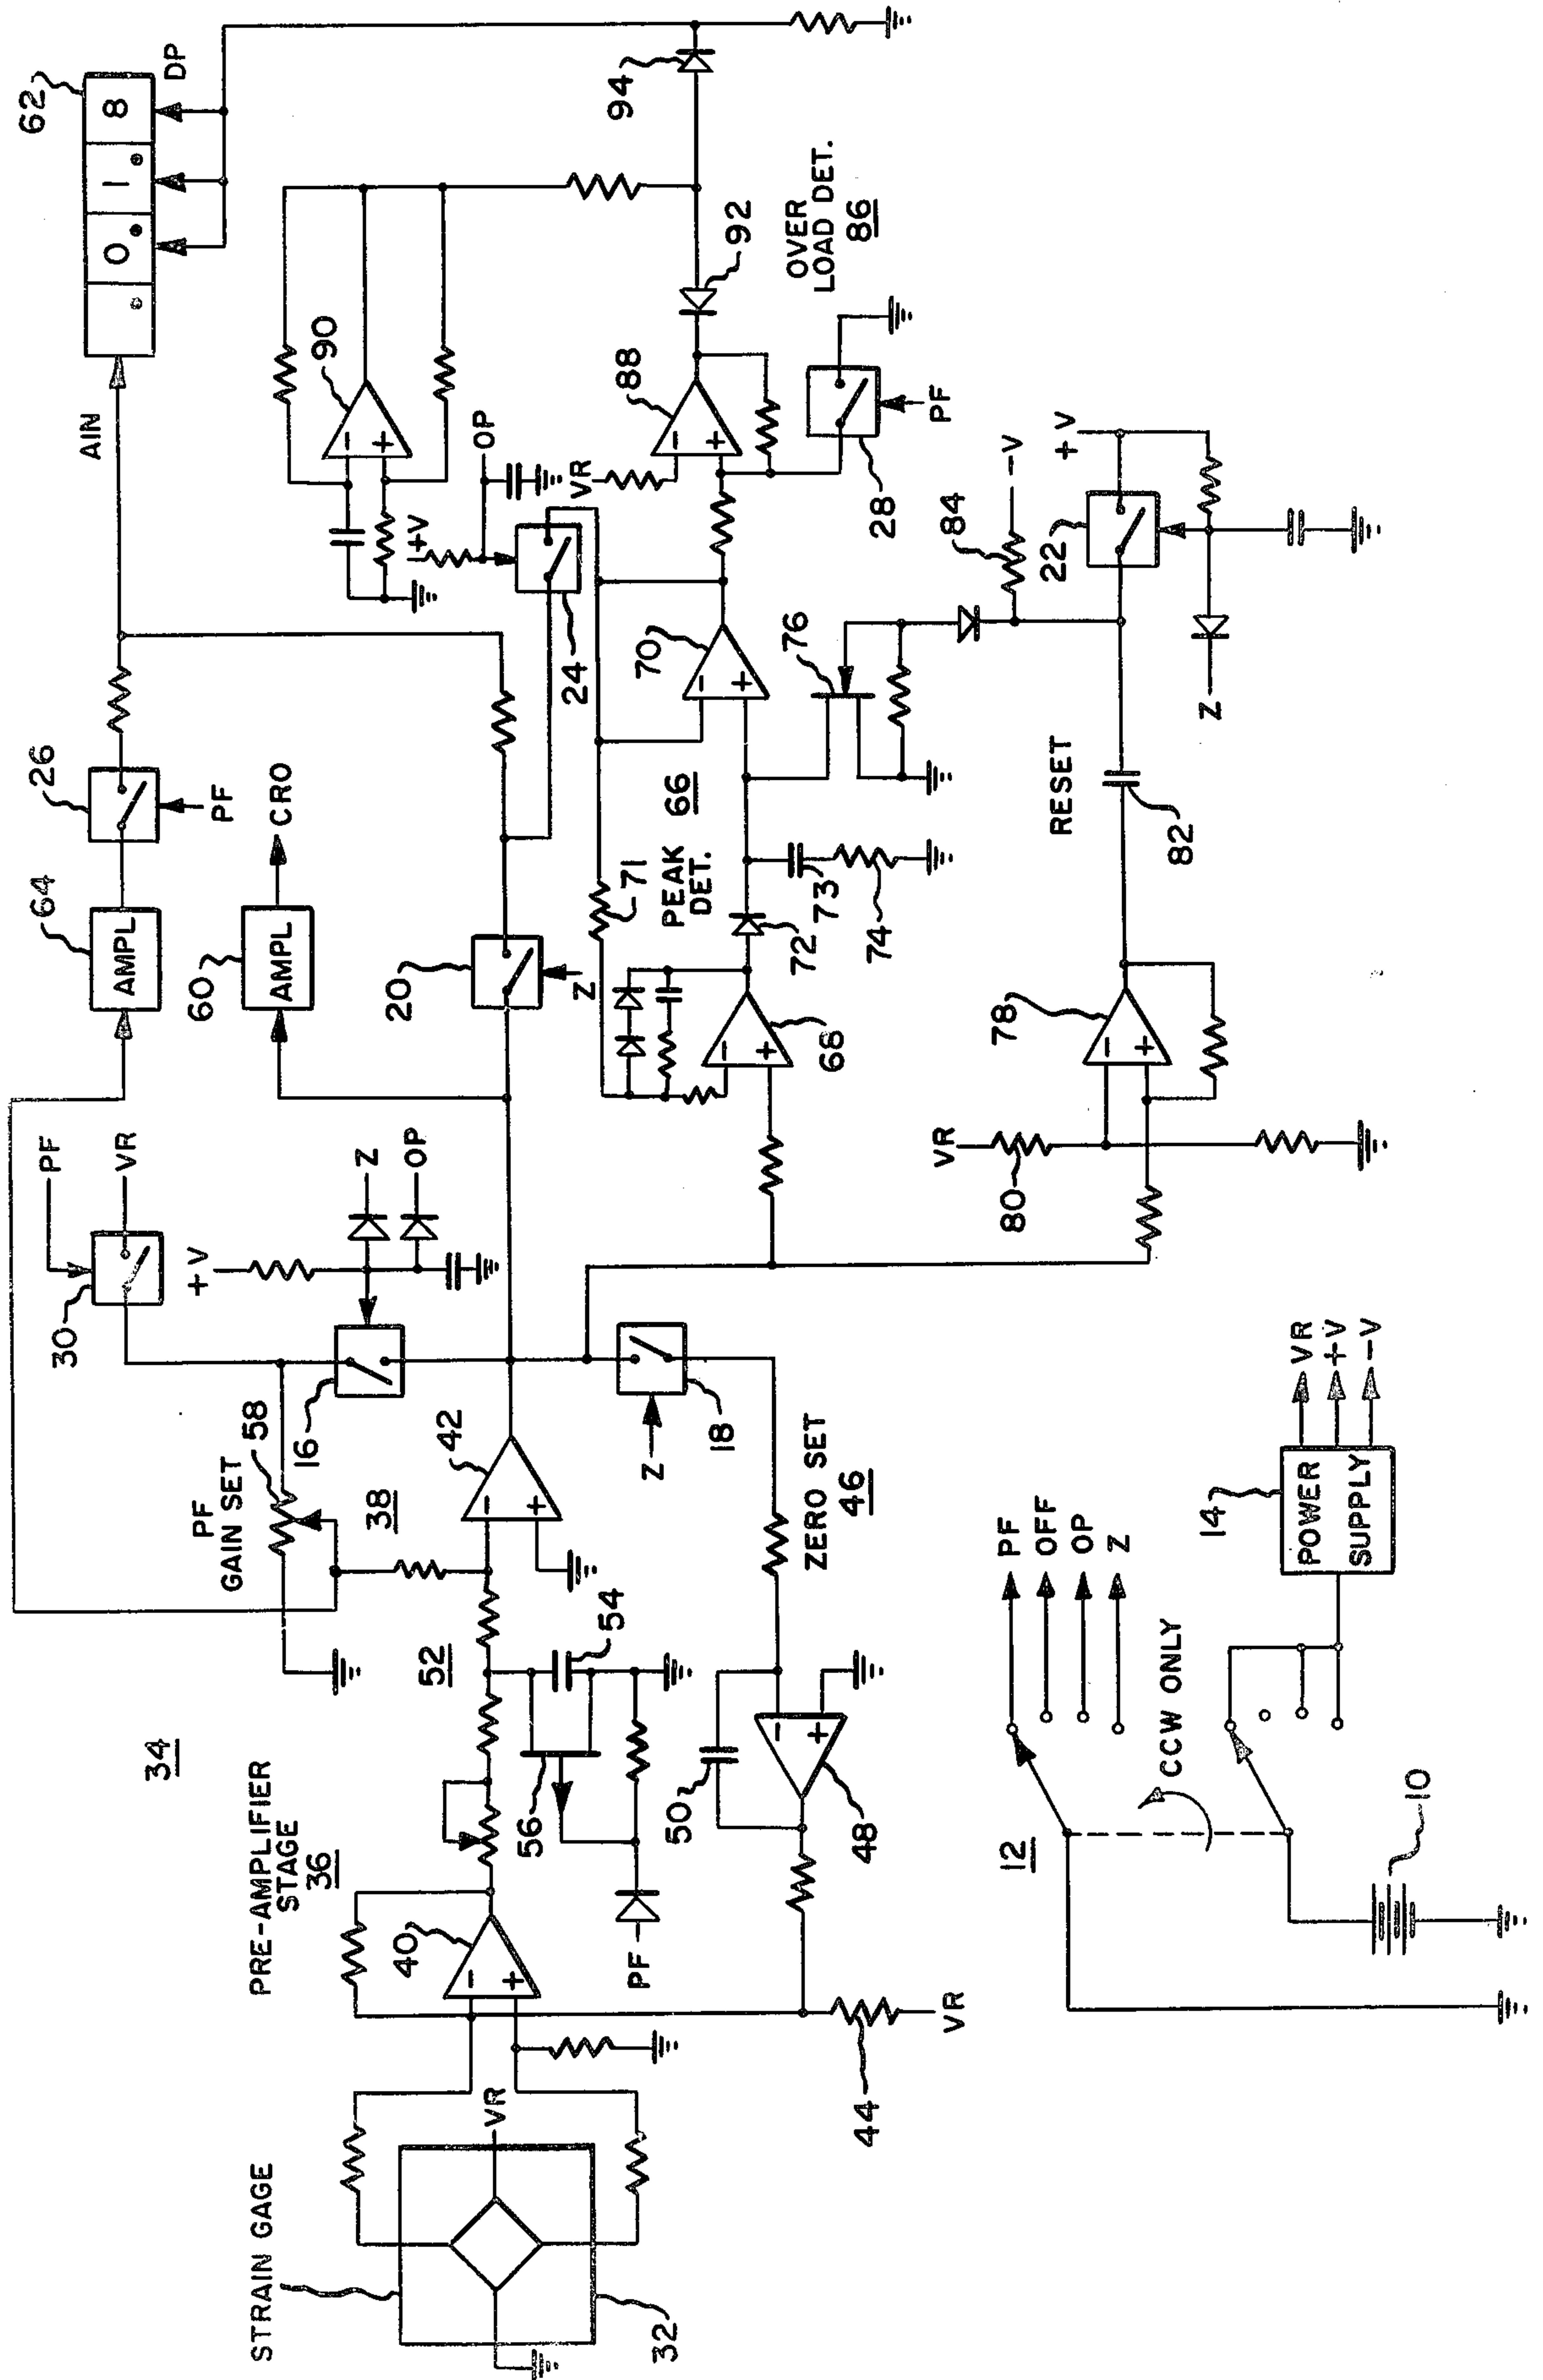 62
0 1 8
DP
AIN
26
PF
64
AMPL
CRO
60
AMPL
90
94
+V
OP
VR
88
92
OVER
LOAD DET.
86
28
PF
24
20
Z
70
76
71
PEAK
DET.
66
72
73
74
68
84
-V
+V
22
Z
RESET
82
78
VR
80
PF
VR
30
+V
Z
OP
16
PF
GAIN SET
58
38
42
18
Z
ZERO SET
46
34
52
54
56
PF
PRE-AMPLIFIER
STAGE
36
40
50
48
44
VR
STRAIN GAGE
VR
32
12
PF
OFF
OP
Z
CCW ONLY
10
14
POWER
SUPPLY
VR
+V
-V